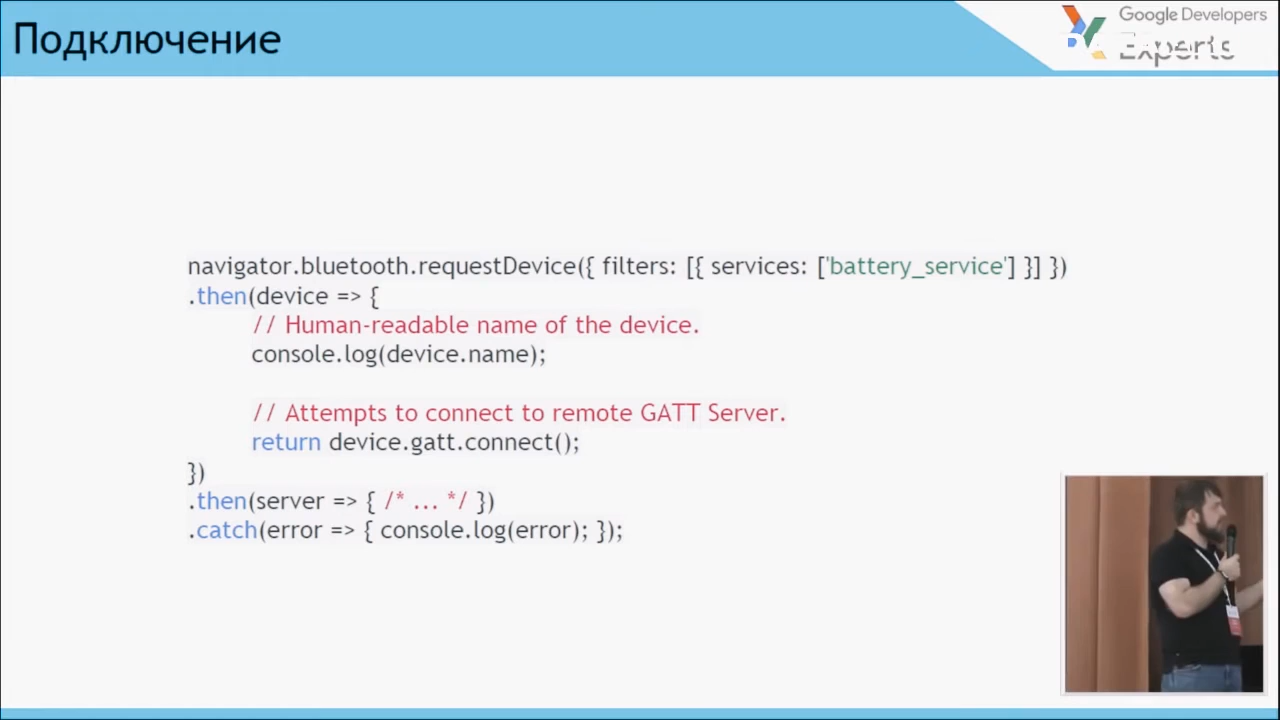 Подключение
Google Developers
Experts
navigator.bluetooth.requestDevice({ filters: [{ services: ['battery_service'] }] })
.then(device => {
// Human-readable name of the device.
console.log(device.name);
// Attempts to connect to remote GATT Server.
return device.gatt.connect();
})
.then(server => { /* ... */ })
.catch(error => { console.log(error); });